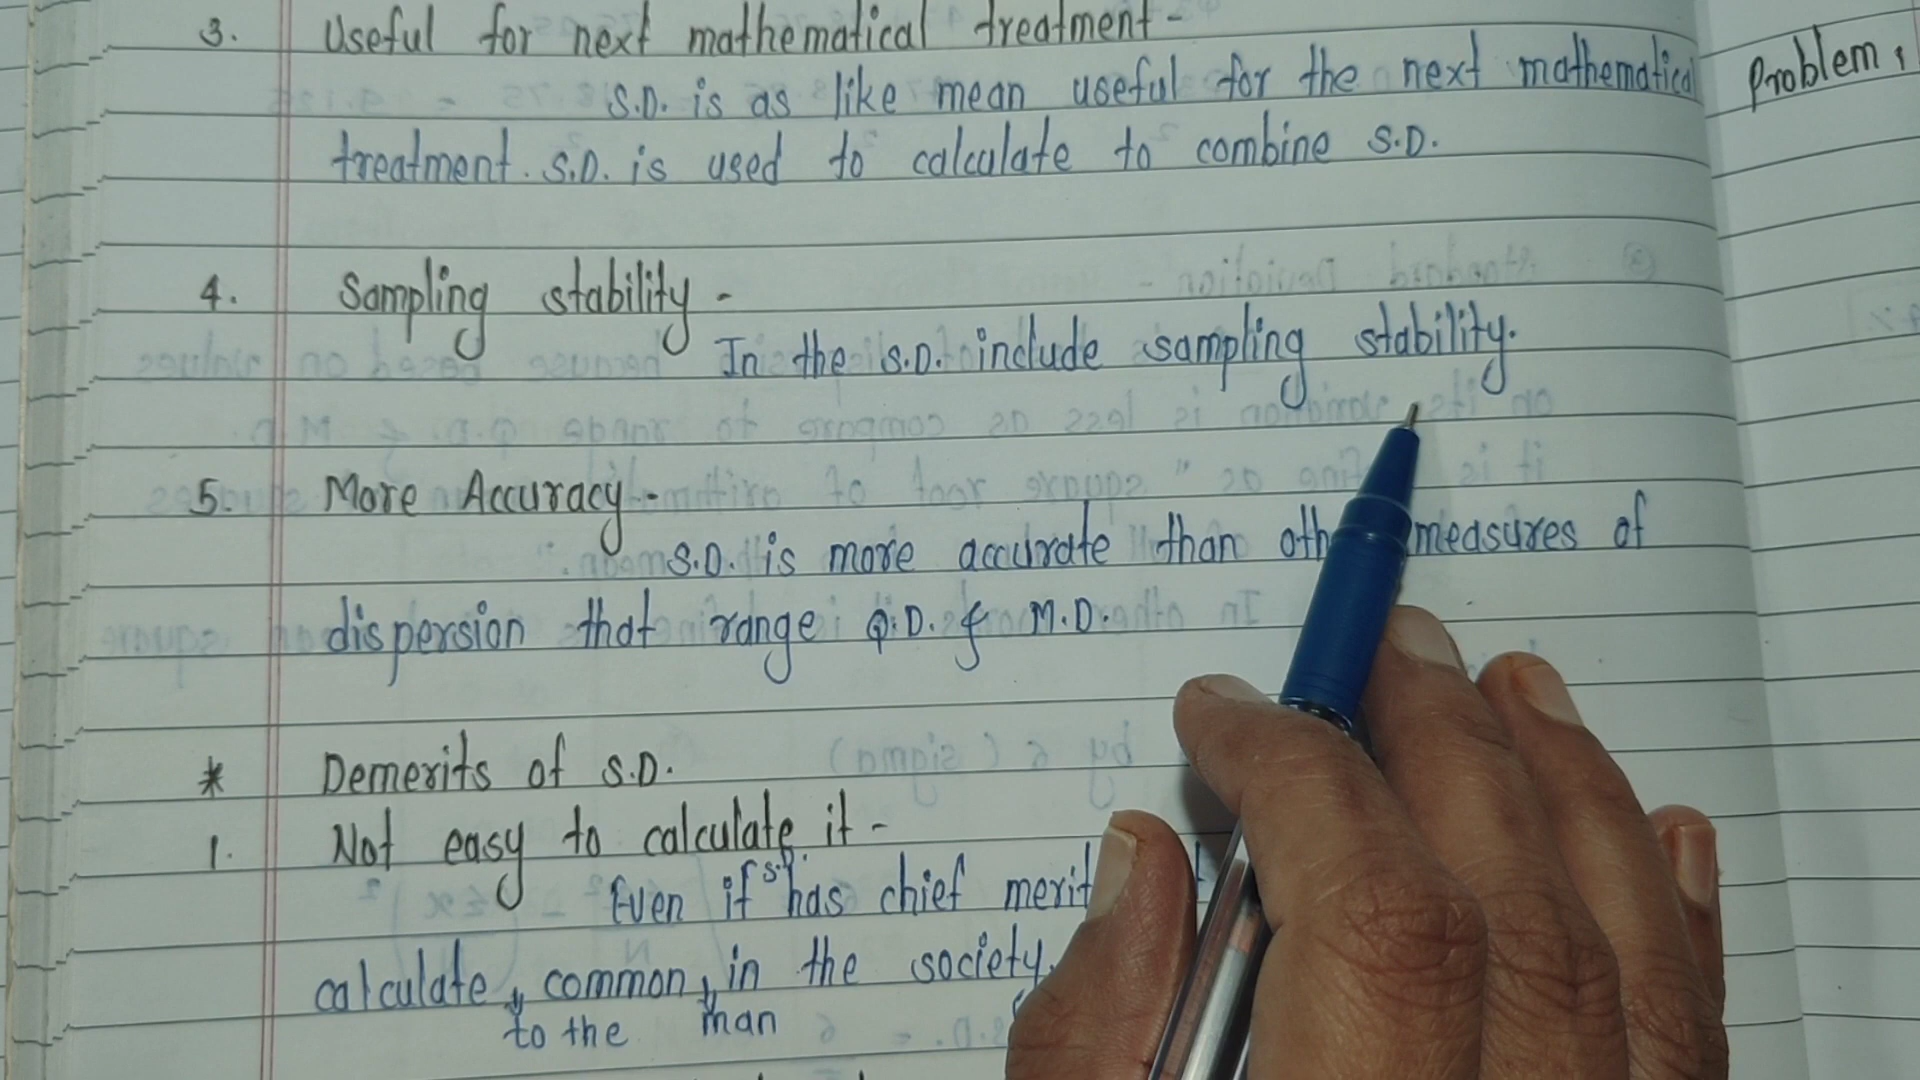 3. Useful for next mathematical treatment -
S.D. is as like mean useful for the next mathematical
treatment. S.D. is used to calculate to combine S.D.
4. Sampling stability -
In the S.D. include sampling stability.
5. More Accuracy -
S.D. is more accurate than oth measures of
dispersion that range Q.D. & M.D.
* Demerits of S.D.
1. Not easy to calculate it -
Even if S.D. has chief merit
calculate to the common man in the society.
Problem